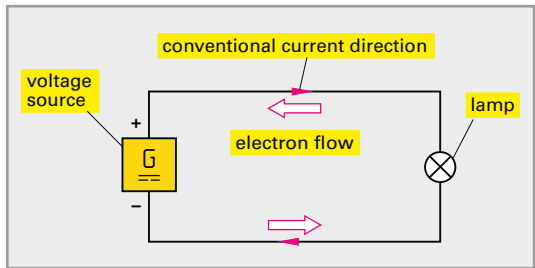 conventional current direction
voltage
source
lamp
+
electron flow
G
–